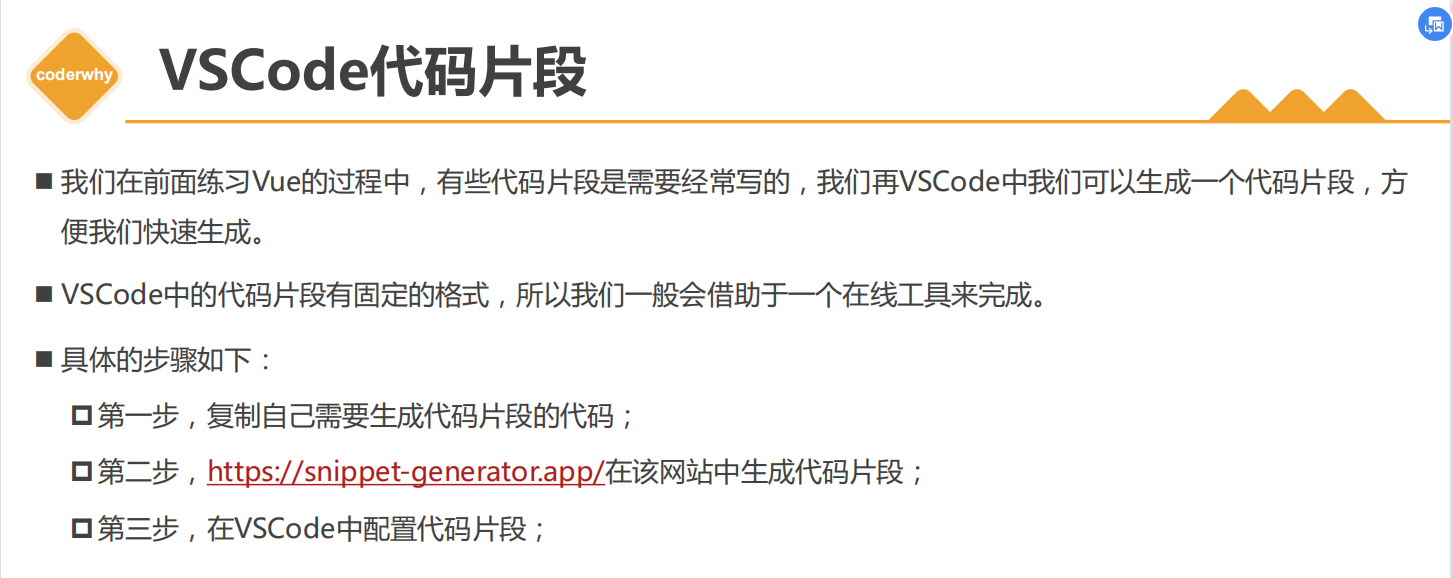 coderwhy
VSCode代码片段
我们在前面练习Vue的过程中，有些代码片段是需要经常写的，我们再VSCode中我们可以生成一个代码片段，方
便我们快速生成。
VSCode中的代码片段有固定的格式，所以我们一般会借助于一个在线工具来完成。
具体的步骤如下：
第一步，复制自己需要生成代码片段的代码；
第二步，https://snippet-generator.app/在该网站中生成代码片段；
第三步，在VSCode中配置代码片段；